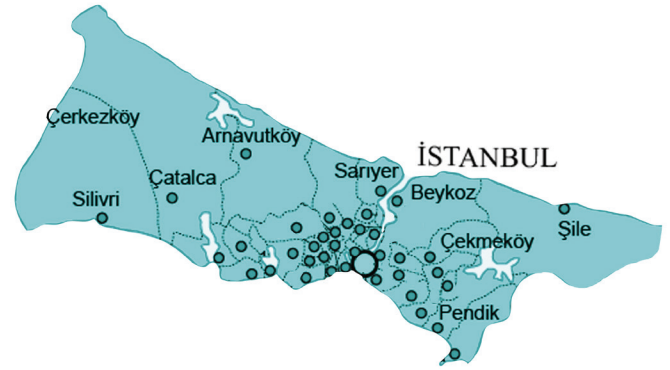 Çerkezköy
Arnavutköy
İSTANBUL
Sarıyer
Çatalca
Beykoz
Silivri
Şile
Çekmeköy
Pendik